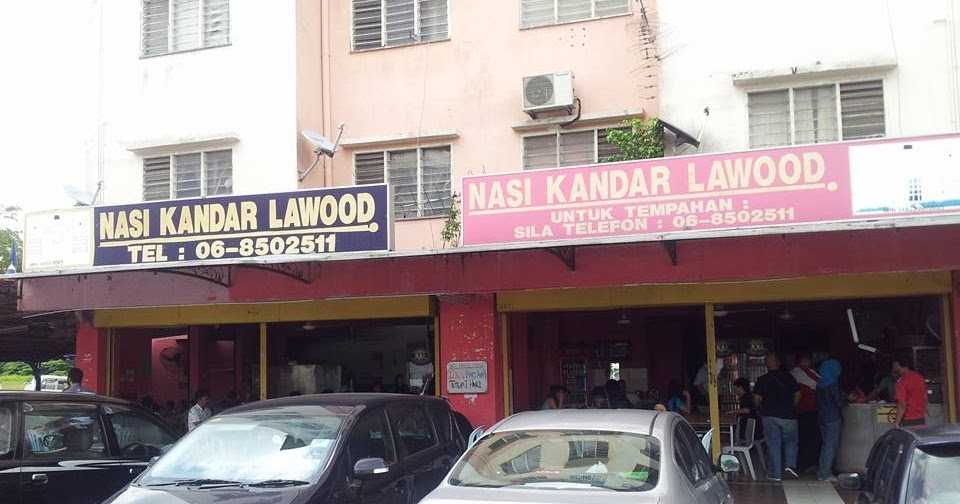 NASI KANDAR LAWOOD
TEL : 06-8502511
NASI KANDAR LAWOOD
UNTUK TEMPAHAN :
SILA TELEFON : 06-8502511